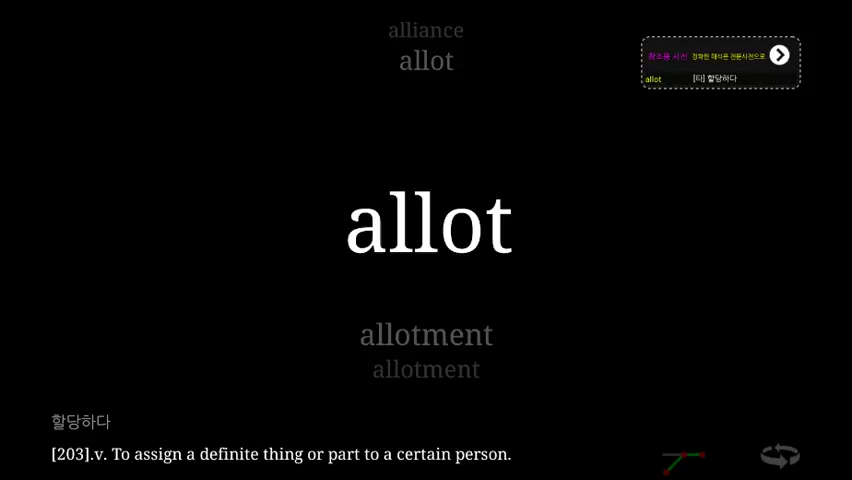 alliance
allot
참조용 사전 정확한 해석은 전문사전으로
allot [타] 할당하다
allot
allotment
allotment
할당하다
[203].v. To assign a definite thing or part to a certain person.